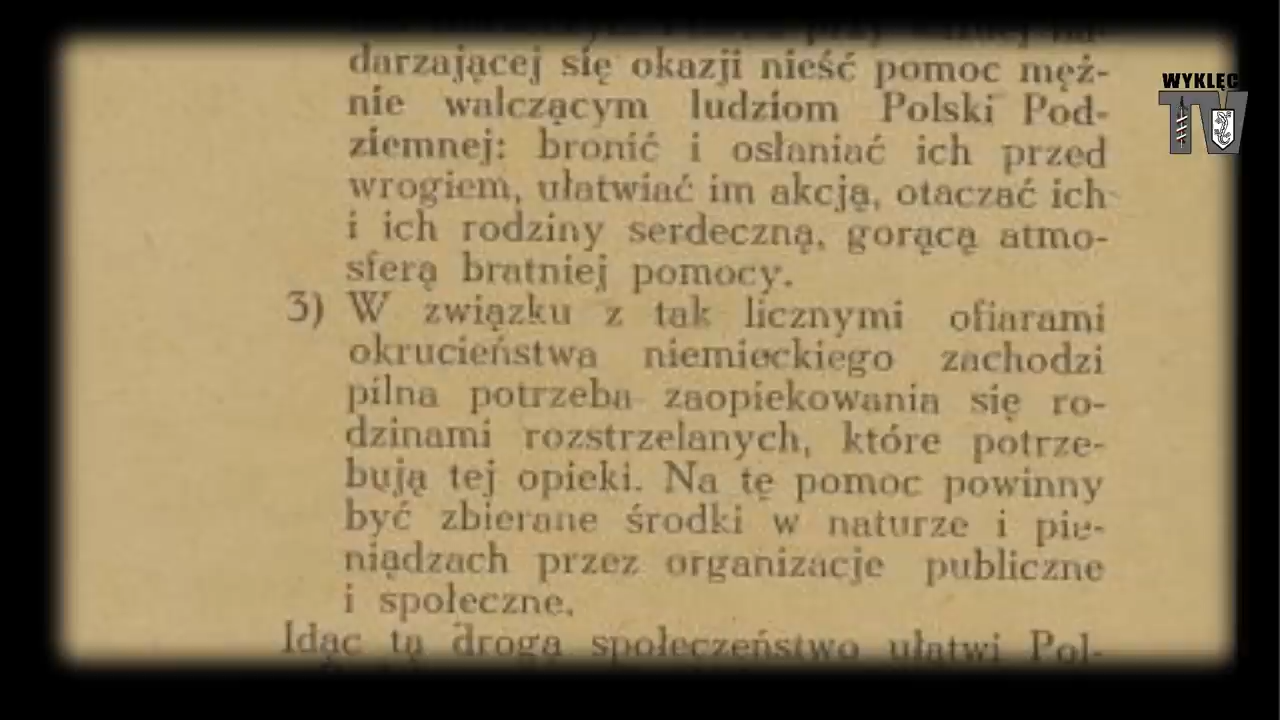 darzającej się okazji nieść pomoc męż-
nie walczącym ludziom Polski Pod-
ziemnej: bronić i osłaniać ich przed
wrogiem, ułatwiać im akcją, otaczać ich
i ich rodziny serdeczną, gorącą atmo-
sferą bratniej pomocy.
3) W związku z tak licznymi ofiarami
okrucieństwa niemieckiego zachodzi
pilna potrzeba zaopiekowania się ro-
dzinami rozstrzelanych, które potrze-
bują tej opieki. Na tę pomoc powinny
być zbierane środki w naturze i pie-
niądzach przez organizacje publiczne
i społeczne.
Idąc tą drogą społeczeństwo ułatwi Pol-
WYKLĘC
TV